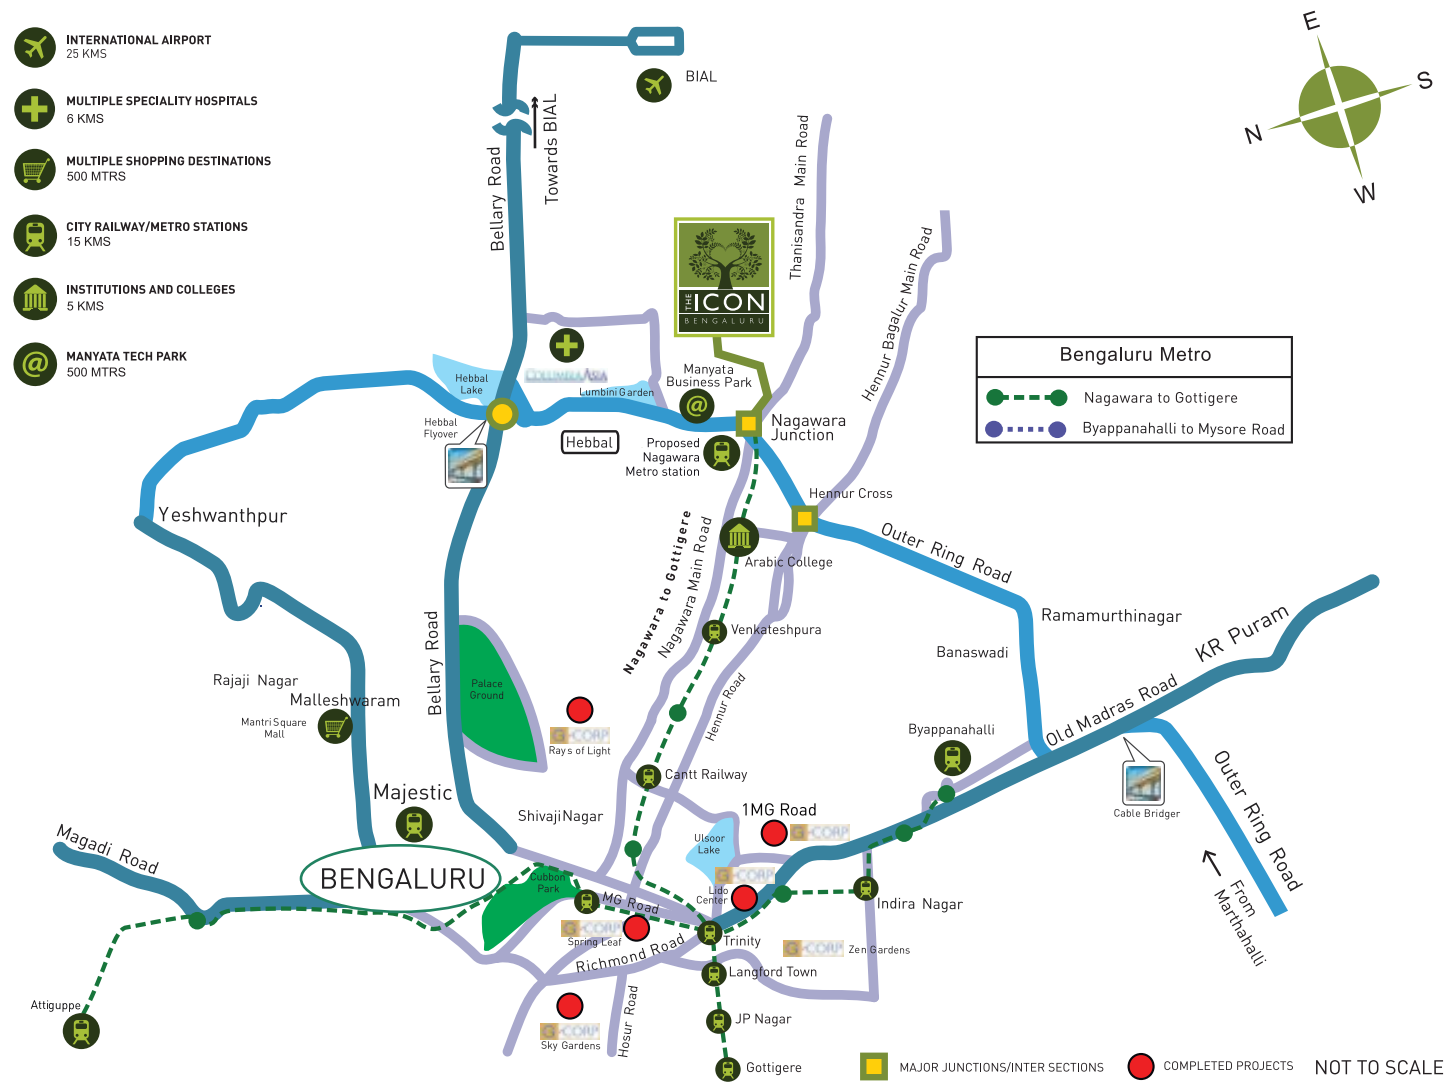 INTERNATIONAL AIRPORT
25 KMS
MULTIPLE SPECIALITY HOSPITALS
6 KMS
MULTIPLE SHOPPING DESTINATIONS
500 MTRS
CITY RAILWAY/METRO STATIONS
15 KMS
INSTITUTIONS AND COLLEGES
5 KMS
@
MANYATA TECH PARK
500 MTRS
BIAL
Towards BIAL
Bellary Road
E
S
N
W
THE
ICON
BENGALURU
Thanisandra Main Road
Hennur Bagalur Main Road
Bengaluru Metro
Nagawara to Gottigere
Byappanahalli to Mysore Road
COLUMBIA ASIA
Hebbal
Lake
Lumbini Garden
Manyata
Business Park
@
Hebbal
Flyover
Hebbal
Nagawara
Junction
Proposed
Nagawara
Metro station
Hennur Cross
Yeshwanthpur
Outer Ring Road
Nagawara to Gottigere
Nagawara Main Road
Arabic College
Ramamurthinagar
KR Puram
Venkateshpura
Banaswadi
Bellary Road
Rajaji Nagar
Malleshwaram
Mantri Square
Mall
Palace
Ground
Hennur Road
Old Madras Road
Byappanahalli
G-CORP
Rays of Light
Cantt Railway
Outer Ring Road
Cable Bridger
Majestic
ShivajiNagar
1MG Road
G-CORP
Ulsoor
Lake
Magadi Road
BENGALURU
Cubbon
Park
G-CORP
Lido
Center
MG Road
Indira Nagar
From
Marthahalli
G-CORP
Spring Leaf
Trinity
G-CORP
Zen Gardens
Richmond Road
Langford Town
Attiguppe
Hosur Road
G-CORP
Sky Gardens
JP Nagar
Gottigere
MAJOR JUNCTIONS/INTER SECTIONS
COMPLETED PROJECTS
NOT TO SCALE